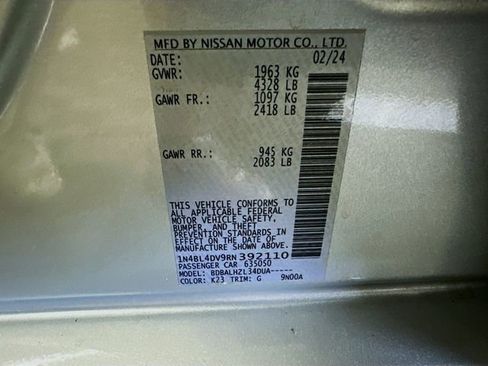 MFD BY NISSAN MOTOR CO., LTD.
DATE: 02/24
GVWR: 1963 KG
4328 LB
GAWR FR.: 1097 KG
2418 LB
GAWR RR.: 945 KG
2083 LB
THIS VEHICLE CONFORMS TO
ALL APPLICABLE FEDERAL
MOTOR VEHICLE SAFETY,
BUMPER, AND THEFT
PREVENTION STANDARDS IN
EFFECT ON THE DATE OF
MANUFACTURE SHOWN ABOVE.
1N4BL4DV9RN392110
PASSENGER CAR 6350S0
MODEL: BDBALHZL34DUA-----
COLOR: K23 TRIM: G 9N00A